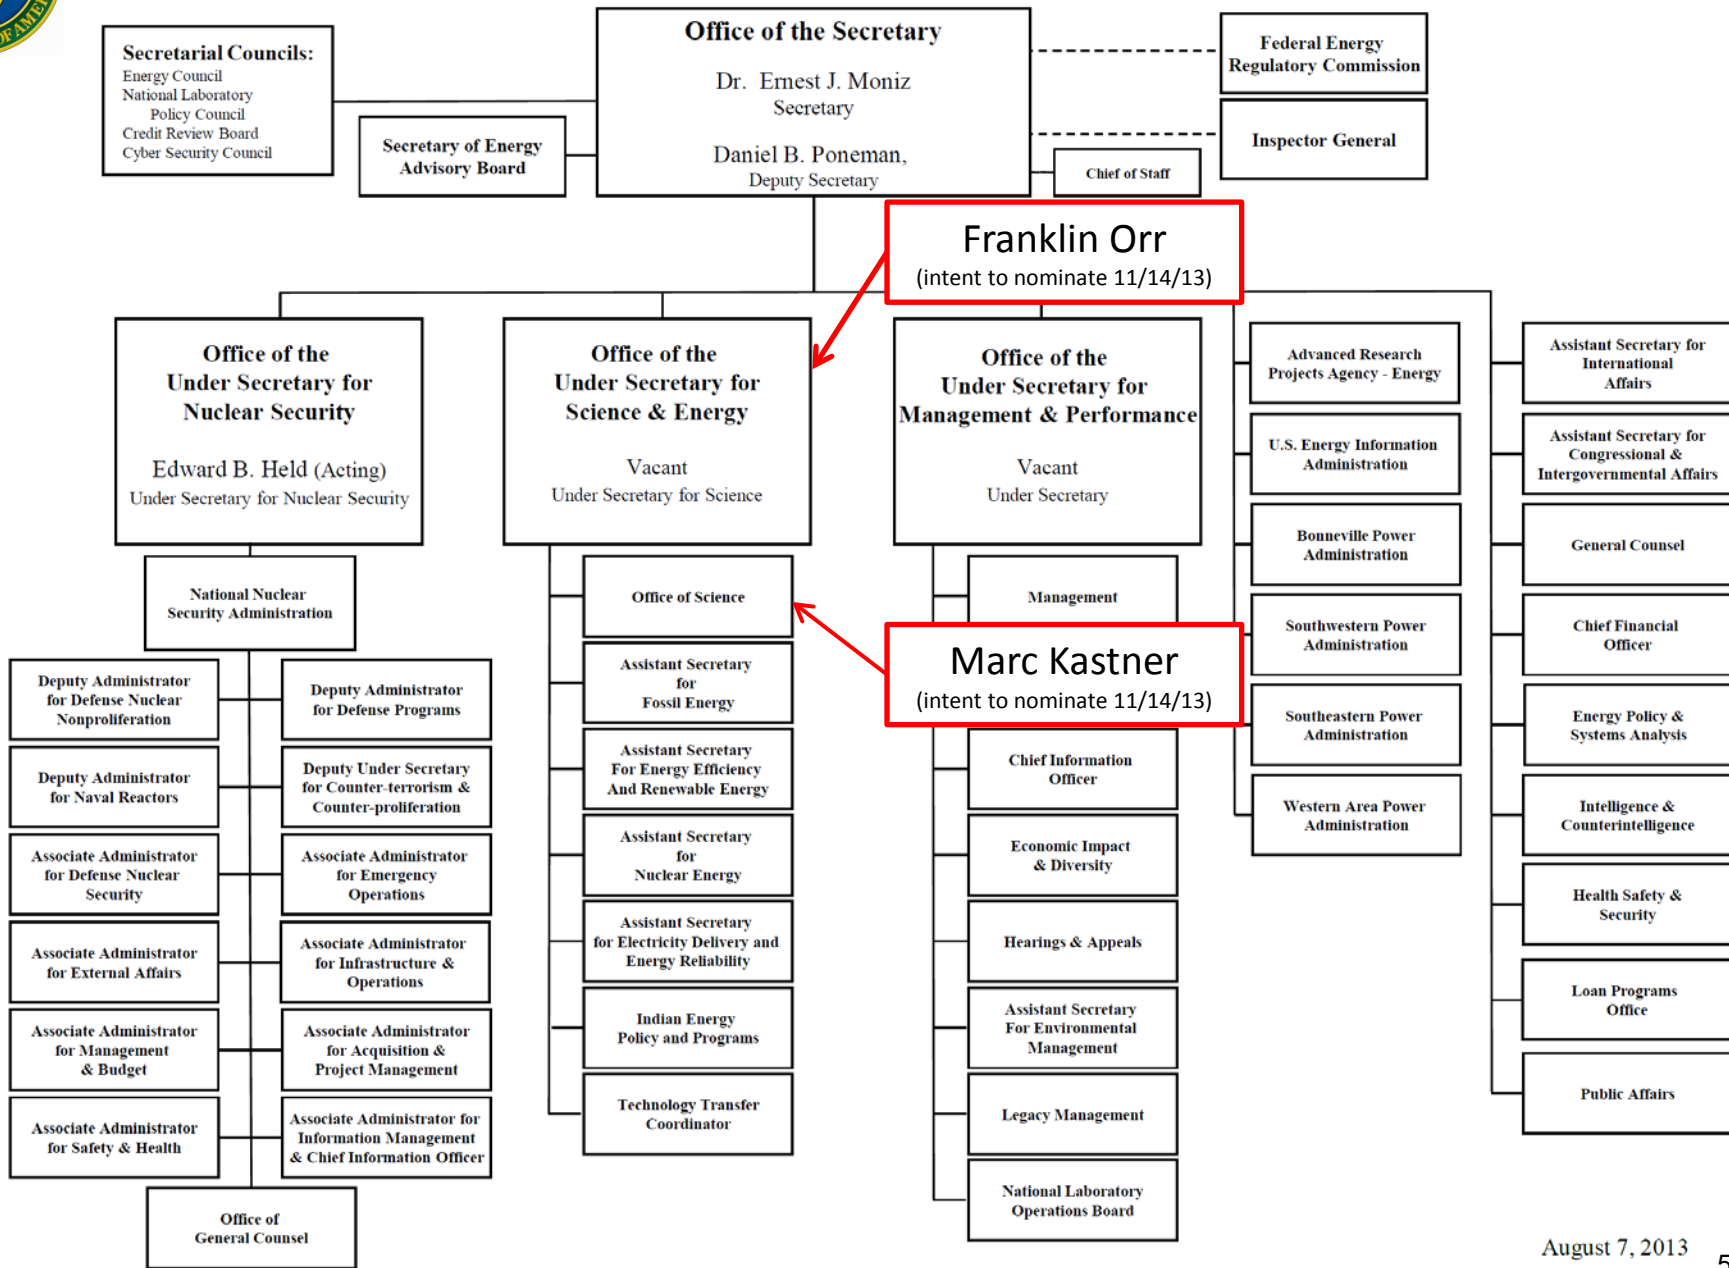 OF AME
Secretarial Councils:
Energy Council
National Laboratory
Policy Council
Credit Review Board
Cyber Security Council
Secretary of Energy
Advisory Board
Office of the Secretary
Dr. Ernest J. Moniz
Secretary
Daniel B. Poneman,
Deputy Secretary
Federal Energy
Regulatory Commission
Inspector General
Chief of Staff
Franklin Orr
(intent to nominate 11/14/13)
Office of the
Under Secretary for
Nuclear Security
Edward B. Held (Acting)
Under Secretary for Nuclear Security
National Nuclear
Security Administration
Deputy Administrator
for Defense Nuclear
Nonproliferation
Deputy Administrator
for Defense Programs
Deputy Administrator
for Naval Reactors
Deputy Under Secretary
for Counter-terrorism &
Counter-proliferation
Associate Administrator
for Defense Nuclear
Security
Associate Administrator
for Emergency
Operations
Associate Administrator
for External Affairs
Associate Administrator
for Infrastructure &
Operations
Associate Administrator
for Management
& Budget
Associate Administrator
for Acquisition &
Project Management
Associate Administrator
for Safety & Health
Associate Administrator for
Information Management
& Chief Information Officer
Office of
General Counsel
Office of the
Under Secretary for
Science & Energy
Vacant
Under Secretary for Science
Office of Science
Assistant Secretary
for
Fossil Energy
Assistant Secretary
For Energy Efficiency
And Renewable Energy
Assistant Secretary
for
Nuclear Energy
Assistant Secretary
for Electricity Delivery and
Energy Reliability
Indian Energy
Policy and Programs
Technology Transfer
Coordinator
Office of the
Under Secretary for
Management & Performance
Vacant
Under Secretary
Management
Marc Kastner
(intent to nominate 11/14/13)
Chief Information
Officer
Economic Impact
& Diversity
Hearings & Appeals
Assistant Secretary
For Environmental
Management
Legacy Management
National Laboratory
Operations Board
Advanced Research
Projects Agency - Energy
U.S. Energy Information
Administration
Bonneville Power
Administration
Southwestern Power
Administration
Southeastern Power
Administration
Western Area Power
Administration
Assistant Secretary for
International
Affairs
Assistant Secretary for
Congressional &
Intergovernmental Affairs
General Counsel
Chief Financial
Officer
Energy Policy &
Systems Analysis
Intelligence &
Counterintelligence
Health Safety &
Security
Loan Programs
Office
Public Affairs
August 7, 2013
5